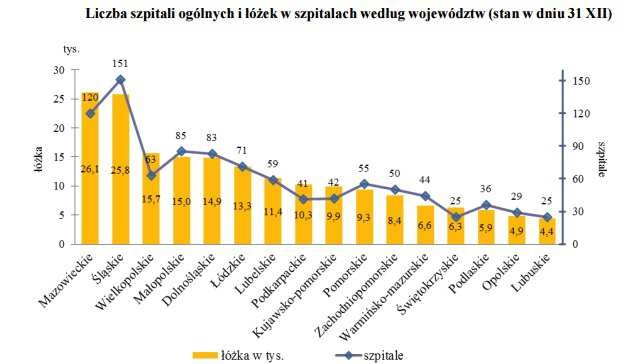 Liczba szpitali ogólnych i łóżek w szpitalach według województw (stan w dniu 31 XII)
tys.
30
25
20
15
10
5
0
łóżka
150
120
90
60
30
0
szpitale
120
151
63
85
83
71
59
41
42
55
50
44
25
36
29
25
26,1
25,8
15,7
15,0
14,9
13,3
11,4
10,3
9,9
9,3
8,4
6,6
6,3
5,9
4,9
4,4
Mazowieckie
Śląskie
Wielkopolskie
Małopolskie
Dolnośląskie
Łódzkie
Lubelskie
Podkarpackie
Kujawsko-pomorskie
Pomorskie
Zachodniopomorskie
Warmińsko-mazurskie
Świętokrzyskie
Podlaskie
Opolskie
Lubuskie
łóżka w tys.
szpitale